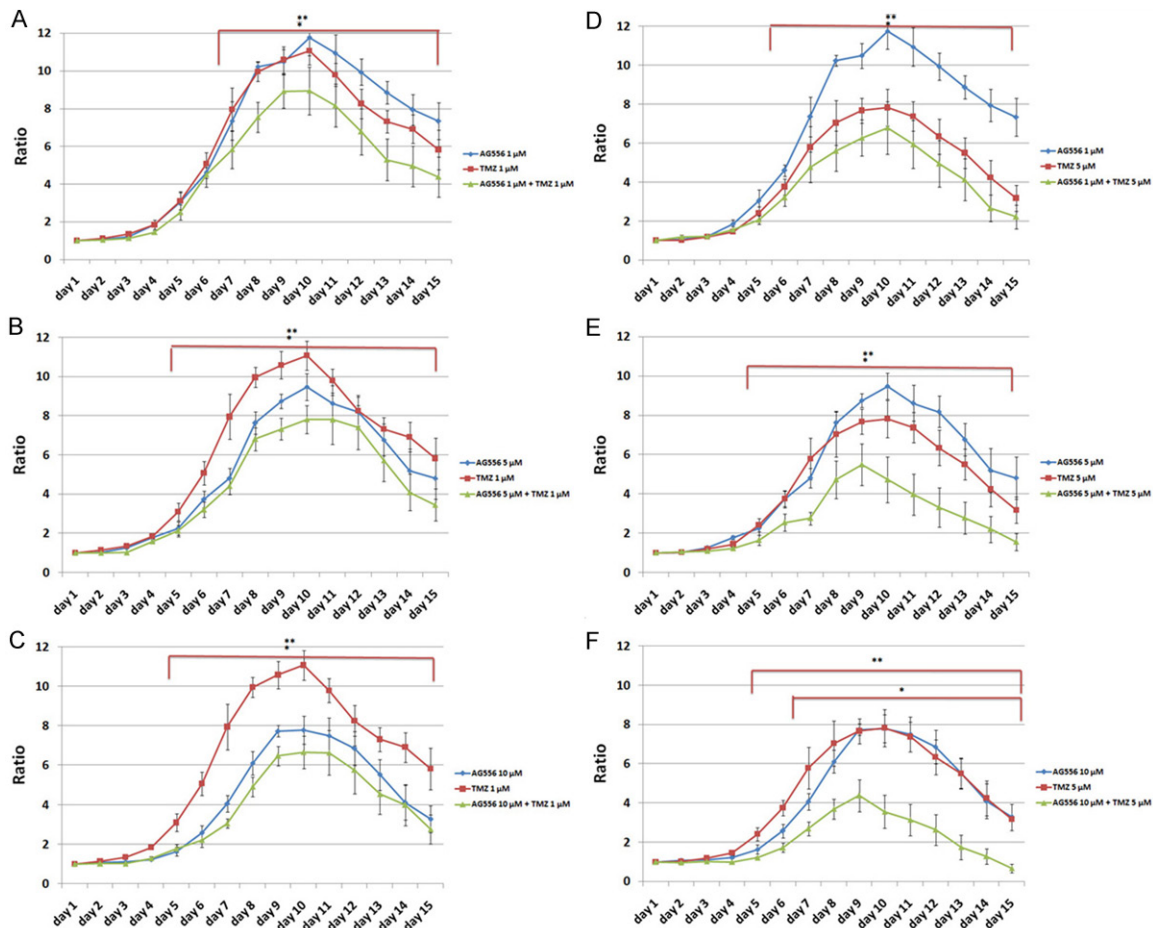 A
**
*
12
10
8
6
4
2
0
Ratio
AG556 1 μM
TMZ 1 μM
AG556 1 μM + TMZ 1 μM
day 1 day 2 day 3 day 4 day 5 day 6 day 7 day 8 day 9 day 10 day 11 day 12 day 13 day 14 day 15
B
**
*
12
10
8
6
4
2
0
Ratio
AG556 5 μM
TMZ 1 μM
AG556 5 μM + TMZ 1 μM
day 1 day 2 day 3 day 4 day 5 day 6 day 7 day 8 day 9 day 10 day 11 day 12 day 13 day 14 day 15
C
**
*
12
10
8
6
4
2
0
Ratio
AG556 10 μM
TMZ 1 μM
AG556 10 μM + TMZ 1 μM
day 1 day 2 day 3 day 4 day 5 day 6 day 7 day 8 day 9 day 10 day 11 day 12 day 13 day 14 day 15
D
**
*
12
10
8
6
4
2
0
Ratio
AG556 1 μM
TMZ 5 μM
AG556 1 μM + TMZ 5 μM
day 1 day 2 day 3 day 4 day 5 day 6 day 7 day 8 day 9 day 10 day 11 day 12 day 13 day 14 day 15
E
**
*
12
10
8
6
4
2
0
Ratio
AG556 5 μM
TMZ 5 μM
AG556 5 μM + TMZ 5 μM
day 1 day 2 day 3 day 4 day 5 day 6 day 7 day 8 day 9 day 10 day 11 day 12 day 13 day 14 day 15
F
**
*
12
10
8
6
4
2
0
Ratio
AG556 10 μM
TMZ 5 μM
AG556 10 μM + TMZ 5 μM
day 1 day 2 day 3 day 4 day 5 day 6 day 7 day 8 day 9 day 10 day 11 day 12 day 13 day 14 day 15